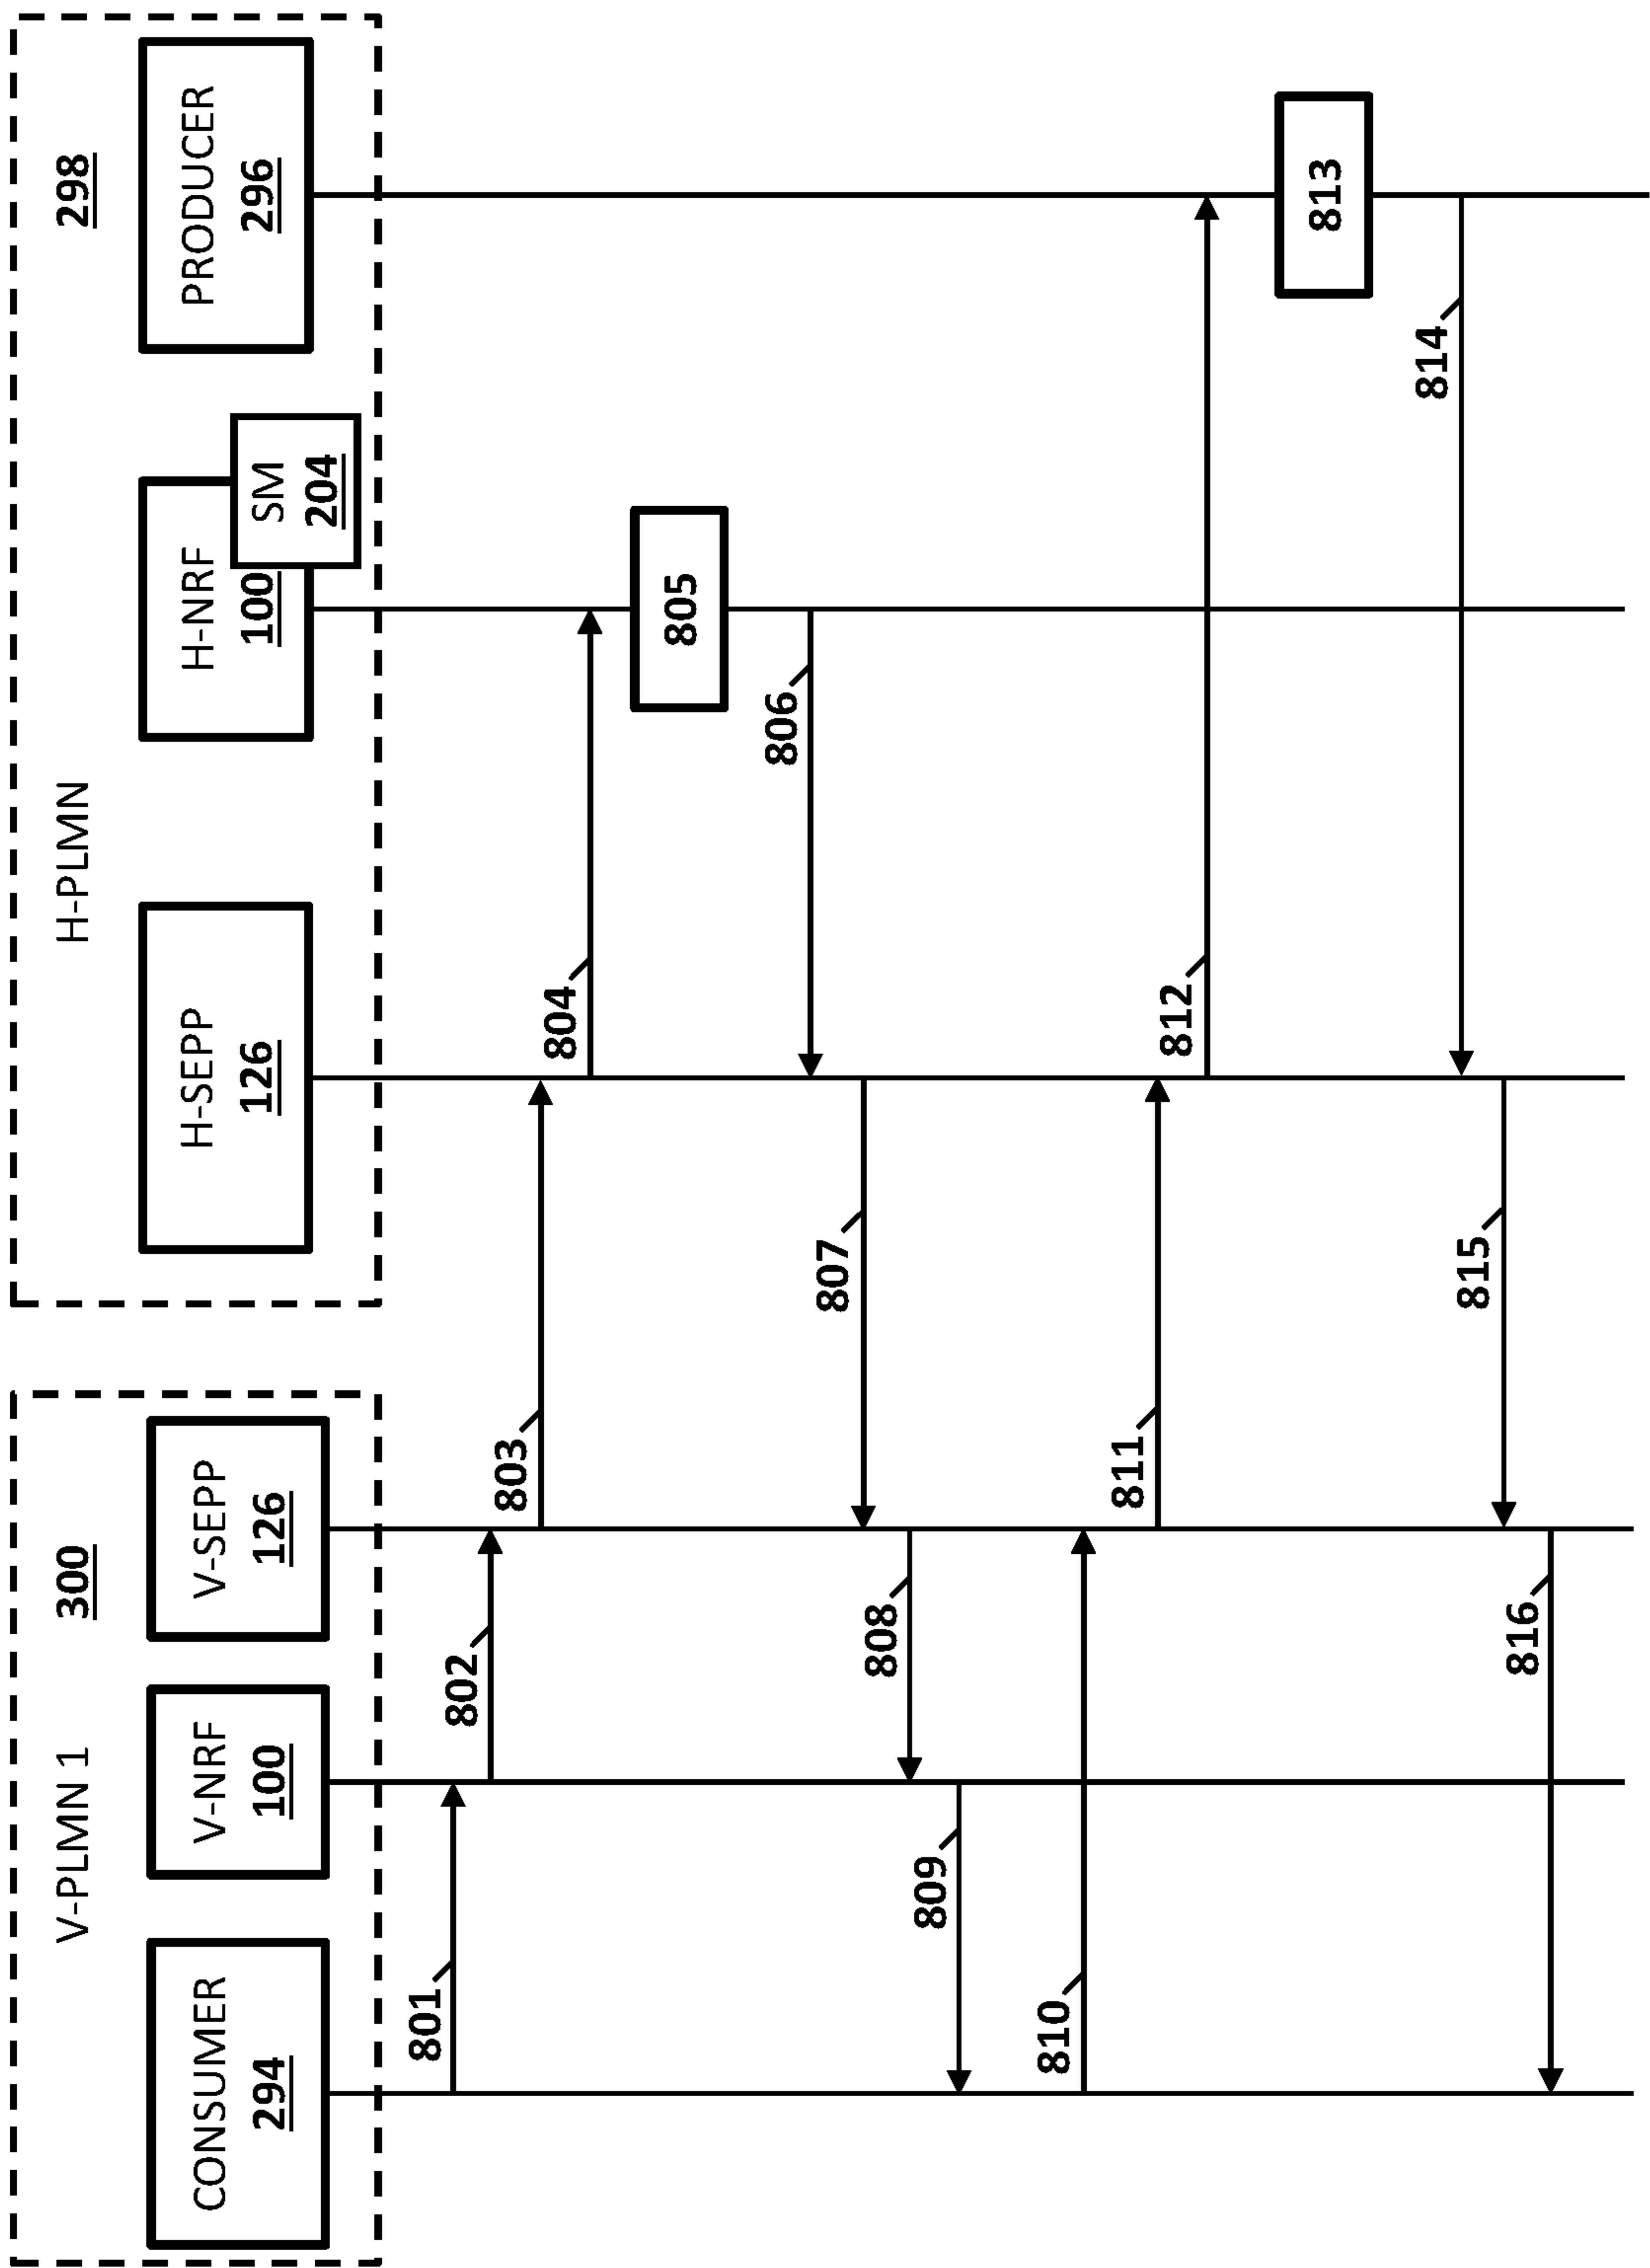 V-PLMN 1
300
H-PLMN
298
CONSUMER
294
V-NRF
100
V-SEPP
126
H-SEPP
126
H-NRF
100
SM
204
PRODUCER
296
801
802
803
804
805
806
807
808
809
810
811
812
813
814
815
816